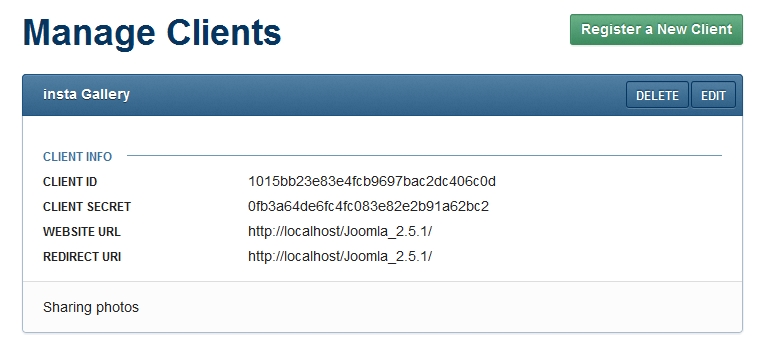 Manage Clients
Register a New Client
insta Gallery
DELETE EDIT
CLIENT INFO
CLIENT ID 1015bb23e83e4fcb9697bac2dc406c0d
CLIENT SECRET 0fb3a64de6fc4fc083e82e2b91a62bc2
WEBSITE URL http://localhost/Joomla_2.5.1/
REDIRECT URI http://localhost/Joomla_2.5.1/
Sharing photos